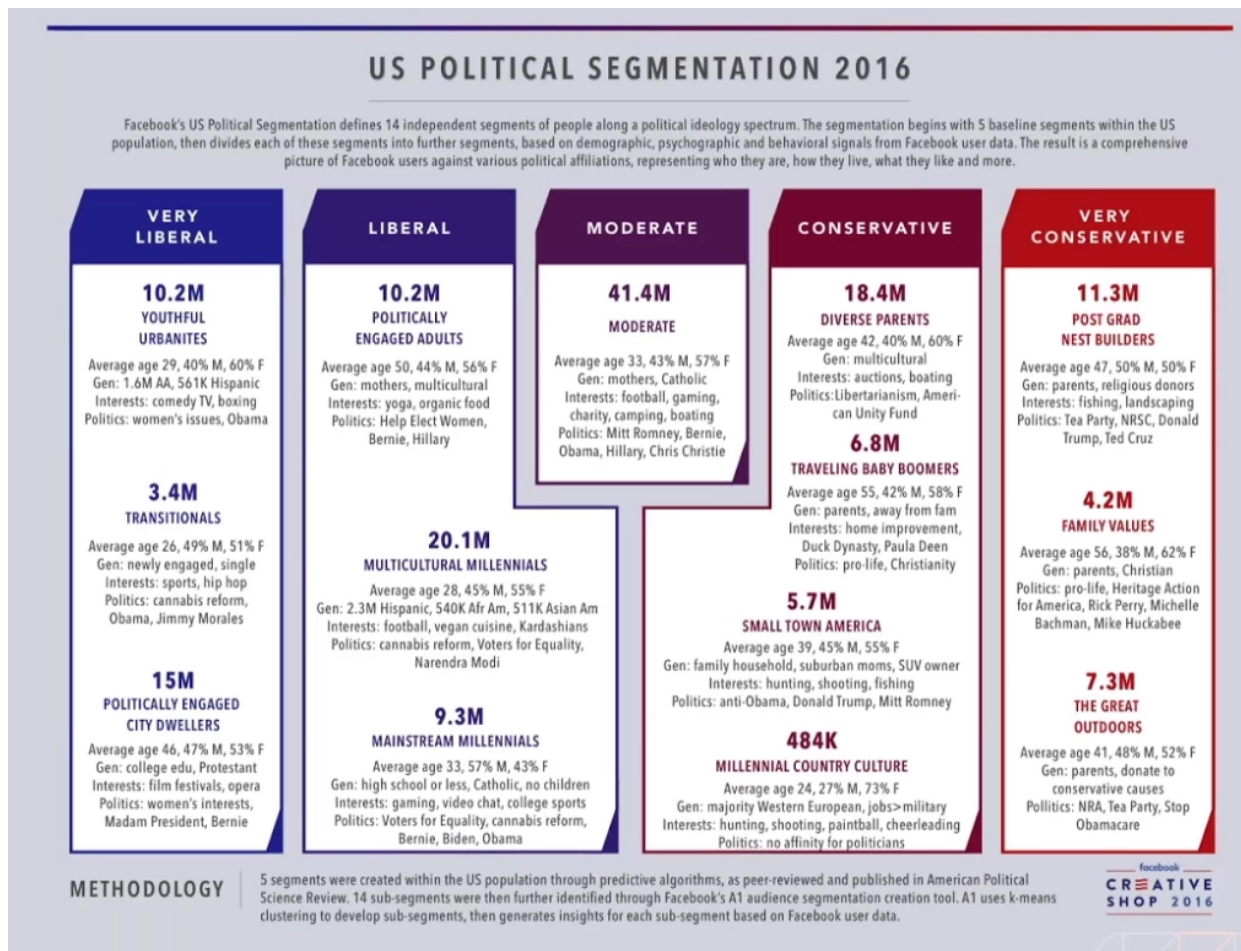 US POLITICAL SEGMENTATION 2016
Facebook's US Political Segmentation defines 14 independent segments of people along a political ideology spectrum. The segmentation begins with 5 baseline segments within the US
population, then divides each of these segments into further segments, based on demographic, psychographic and behavioral signals from Facebook user data. The result is a comprehensive
picture of Facebook users against various political affiliations, representing who they are, how they live, what they like and more.
VERY
LIBERAL
10.2M
YOUTHFUL
URBANITES
Average age 29, 40% M, 60% F
Gen: 1.6M AA, 561K Hispanic
Interests: comedy TV, boxing
Politics: women's issues, Obama
3.4M
TRANSITIONALS
Average age 26, 49% M, 51% F
Gen: newly engaged, single
Interests: sports, hip hop
Politics: cannabis reform,
Obama, Jimmy Morales
15M
POLITICALLY ENGAGED
CITY DWELLERS
Average age 46, 47% M, 53% F
Gen: college edu, Protestant
Interests: film festivals, opera
Politics: women's interests,
Madam President, Bernie
LIBERAL
10.2M
POLITICALLY
ENGAGED ADULTS
Average age 50, 44% M, 56% F
Gen: mothers, multicultural
Interests: yoga, organic food
Politics: Help Elect Women,
Bernie, Hillary
20.1M
MULTICULTURAL MILLENNIALS
Average age 28, 45% M, 55% F
Gen: 2.3M Hispanic, 540K Afr Am, 511K Asian Am
Interests: football, vegan cuisine, Kardashians
Politics: cannabis reform, Voters for Equality,
Narendra Modi
9.3M
MAINSTREAM MILLENNIALS
Average age 33, 57% M, 43% F
Gen: high school or less, Catholic, no children
Interests: gaming, video chat, college sports
Politics: Voters for Equality, cannabis reform,
Bernie, Biden, Obama
MODERATE
41.4M
MODERATE
Average age 33, 43% M, 57% F
Gen: mothers, Catholic
Interests: football, gaming,
charity, camping, boating
Politics: Mitt Romney, Bernie,
Obama, Hillary, Chris Christie
CONSERVATIVE
18.4M
DIVERSE PARENTS
Average age 42, 40% M, 60% F
Gen: multicultural
Interests: auctions, boating
Politics:Libertarianism, Ameri-
can Unity Fund
6.8M
TRAVELING BABY BOOMERS
Average age 55, 42% M, 58% F
Gen: parents, away from fam
Interests: home improvement,
Duck Dynasty, Paula Deen
Politics: pro-life, Christianity
5.7M
SMALL TOWN AMERICA
Average age 39, 45% M, 55% F
Gen: family household, suburban moms, SUV owner
Interests: hunting, shooting, fishing
Politics: anti-Obama, Donald Trump, Mitt Romney
484K
MILLENNIAL COUNTRY CULTURE
Average age 24, 27% M, 73% F
Gen: majority Western European, jobs>military
Interests: hunting, shooting, paintball, cheerleading
Politics: no affinity for politicians
VERY
CONSERVATIVE
11.3M
POST GRAD
NEST BUILDERS
Average age 47, 50% M, 50% F
Gen: parents, religious donors
Interests: fishing, landscaping
Politics: Tea Party, NRSC, Donald
Trump, Ted Cruz
4.2M
FAMILY VALUES
Average age 56, 38% M, 62% F
Gen: parents, Christian
Politics: pro-life, Heritage Action
for America, Rick Perry, Michelle
Bachman, Mike Huckabee
7.3M
THE GREAT
OUTDOORS
Average age 41, 48% M, 52% F
Gen: parents, donate to
conservative causes
Pollitics: NRA, Tea Party, Stop
Obamacare
METHODOLOGY
5 segments were created within the US population through predictive algorithms, as peer-reviewed and published in American Political
Science Review. 14 sub-segments were then further identified through Facebook's A1 audience segmentation creation tool. A1 uses k-means
clustering to develop sub-segments, then generates insights for each sub-segment based on Facebook user data.
facebook
CREATIVE
SHOP 2016